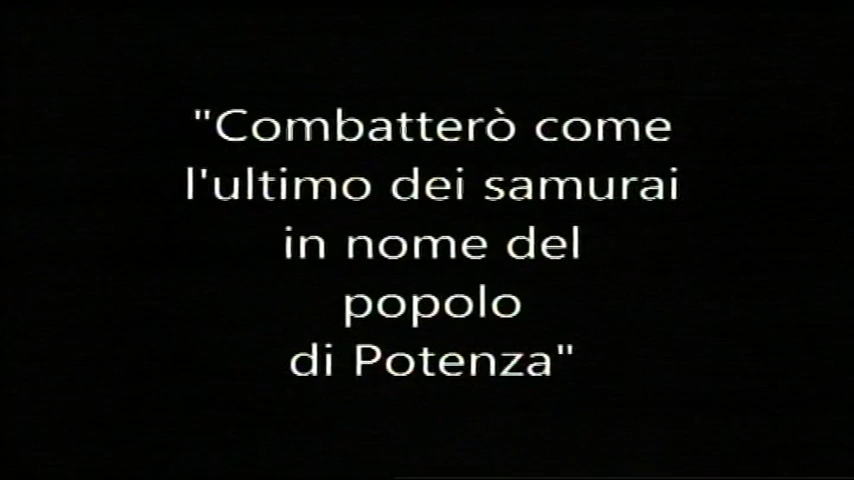 "Combatterò come
l'ultimo dei samurai
in nome del
popolo
di Potenza"